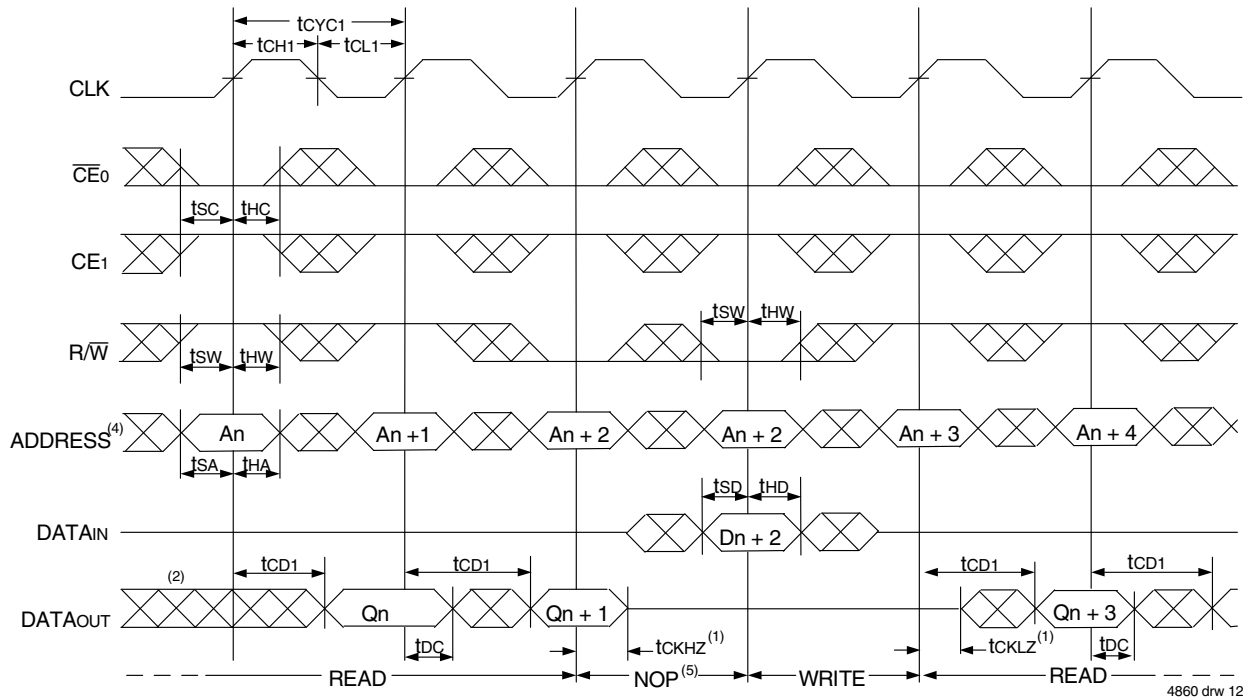 tCYC1
tCH1 tCL1
CLK
CE0
tSC tHC
CE1
tSW tHW
R/W
tSW tHW
ADDRESS(4) An An +1 An + 2 An + 2 An + 3 An + 4
tSA tHA
tSD tHD
DATAIN Dn + 2
tCD1 tCD1 tCD1 tCD1
(2)
DATAOUT Qn Qn + 1 Qn + 3
tDC tCKHZ(1) tCKLZ(1) tDC
READ NOP(5) WRITE READ
4860 drw 12